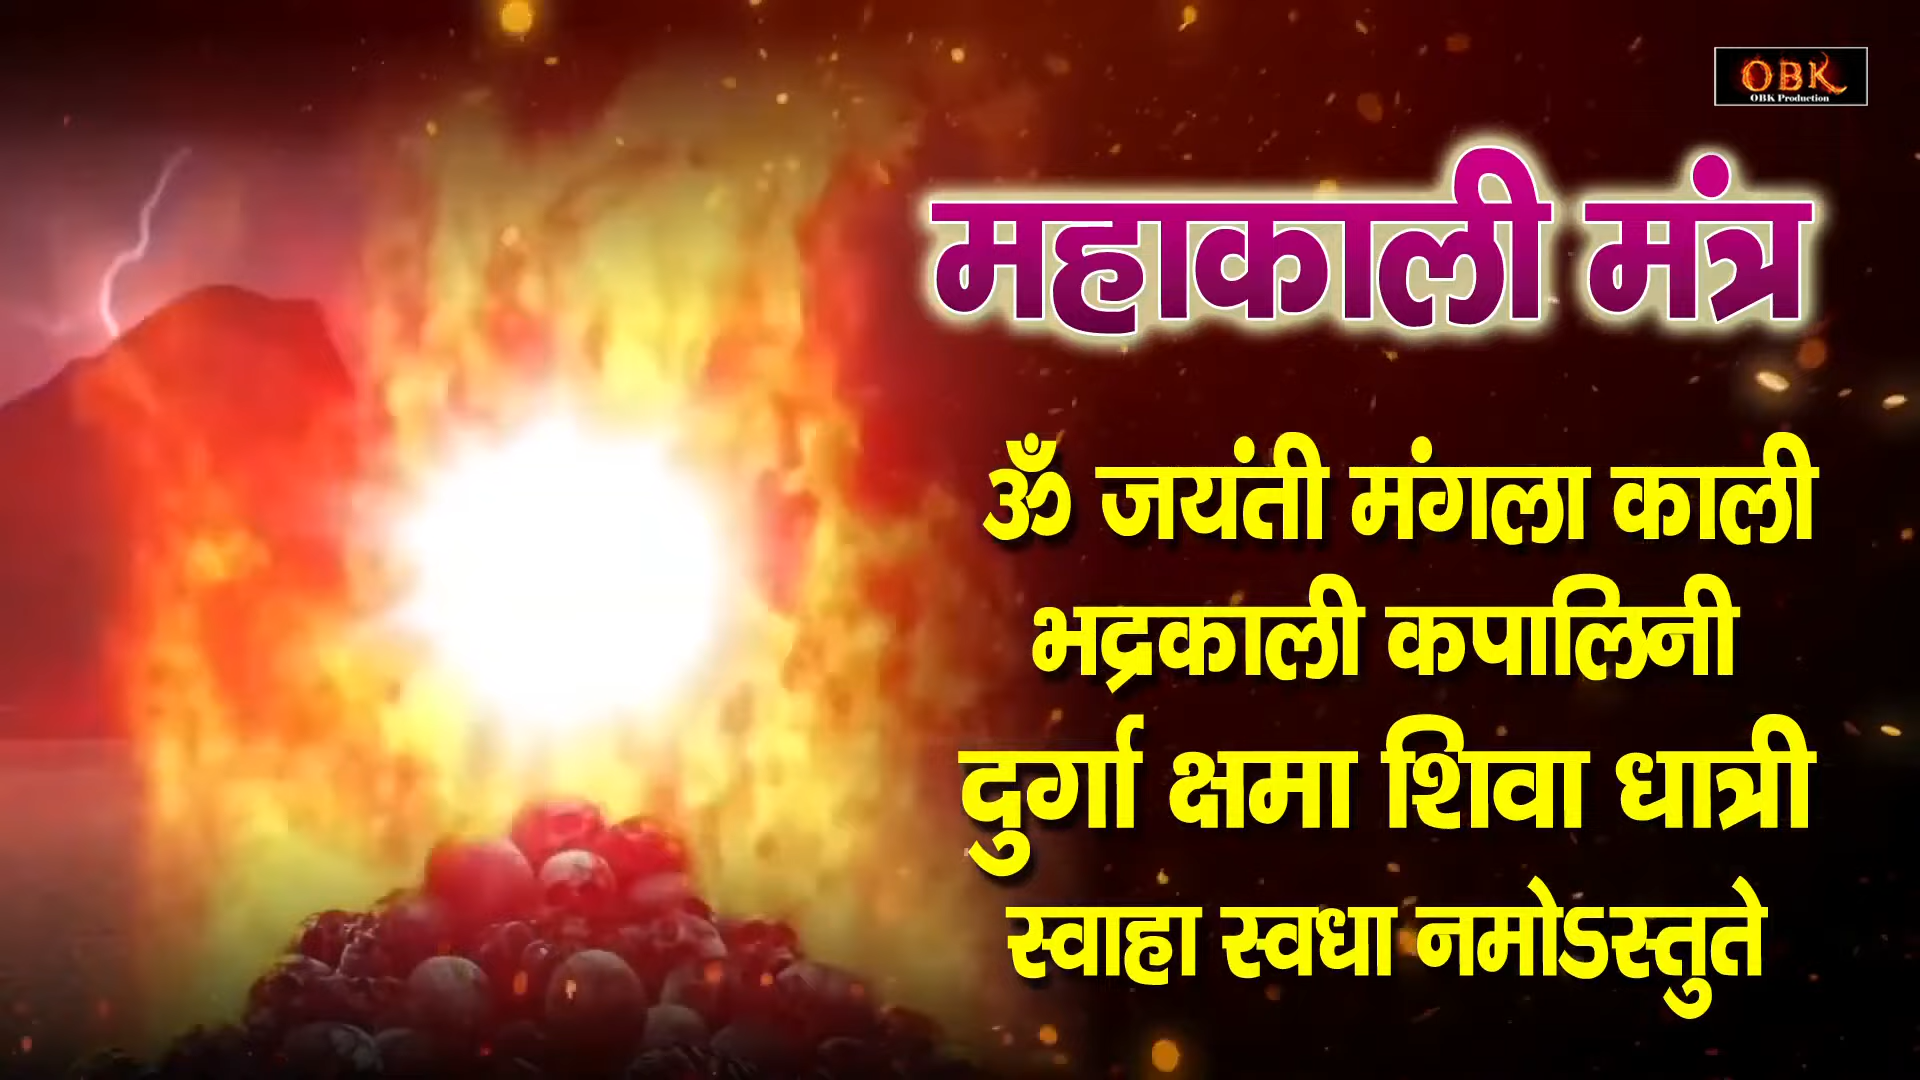 OBK
OBK Production
महाकाली मंत्र
ॐ जयंती मंगला काली
भद्रकाली कपालिनी
दुर्गा क्षमा शिवा धात्री
स्वाहा स्वधा नमोऽस्तुते